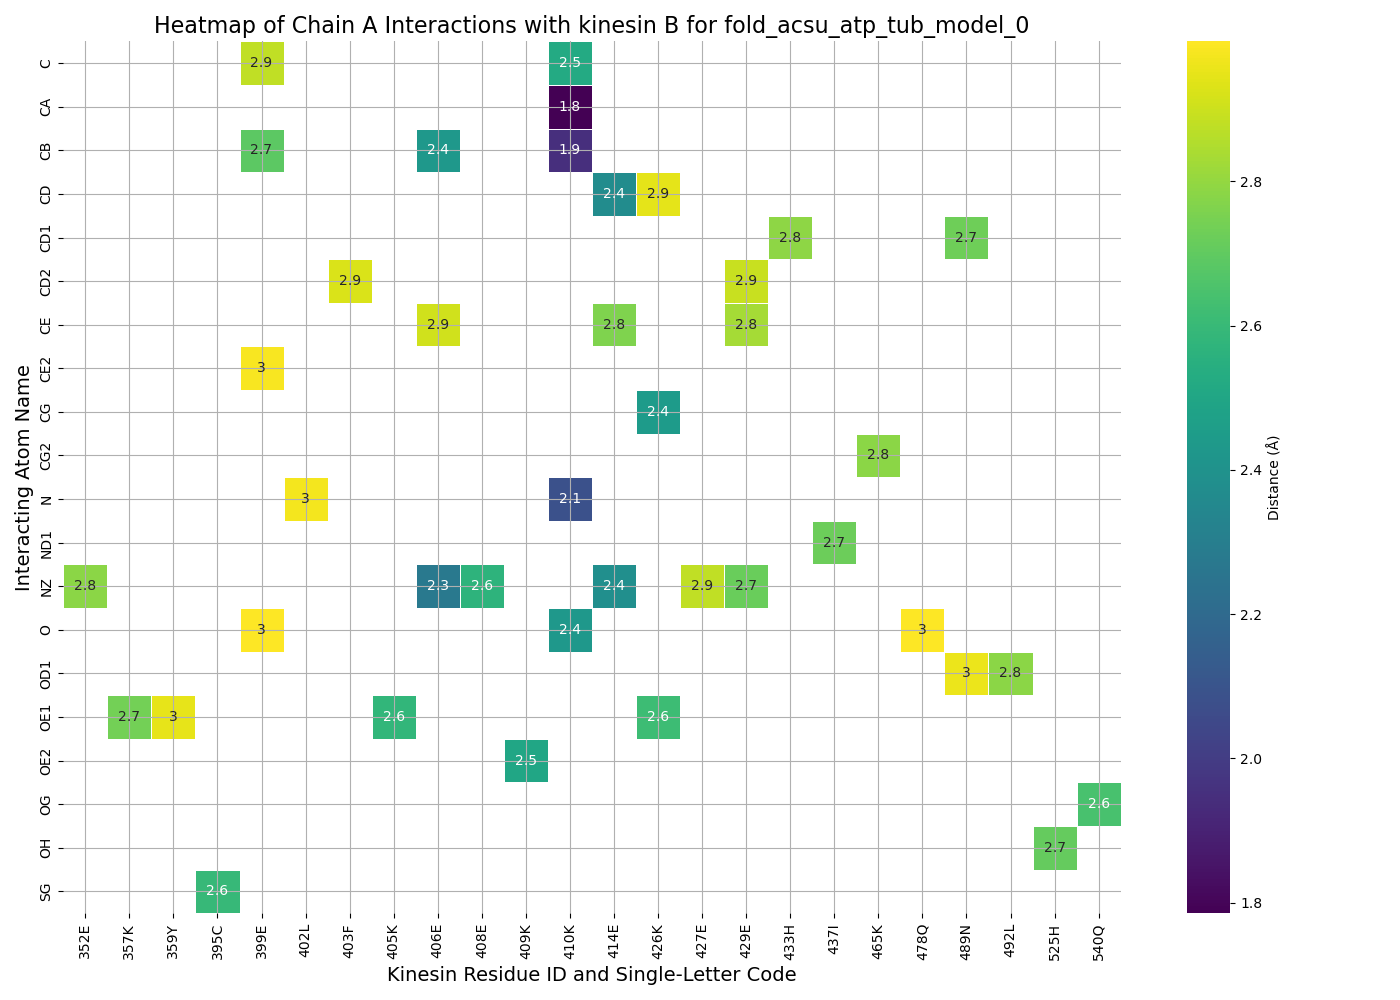 Heatmap of Chain A Interactions with kinesin B for fold_acsu_atp_tub_model_0
C 2.9 2.5
CA 1.8
CB 2.7 2.4 1.9
CD 2.4 2.9
CD1 2.8 2.7
CD2 2.9 2.9
CE 2.9 2.8 2.8
CE2 3
CG 2.4
CG2 2.8
N 3 2.1
ND1 2.7
NZ 2.8 2.3 2.6 2.4 2.9 2.7
O 3 2.4 3
OD1 3 2.8
OE1 2.7 3 2.6 2.6
OE2 2.5
OG 2.6
OH 2.7
SG 2.6
Interacting Atom Name
352E 357K 359Y 395C 399E 402L 403F 405K 406E 408E 409K 410K 414E 426K 427E 429E 433H 437I 465K 478Q 489N 492L 525H 540Q
Kinesin Residue ID and Single-Letter Code
2.8
2.6
2.4
2.2
2.0
1.8
Distance (Å)